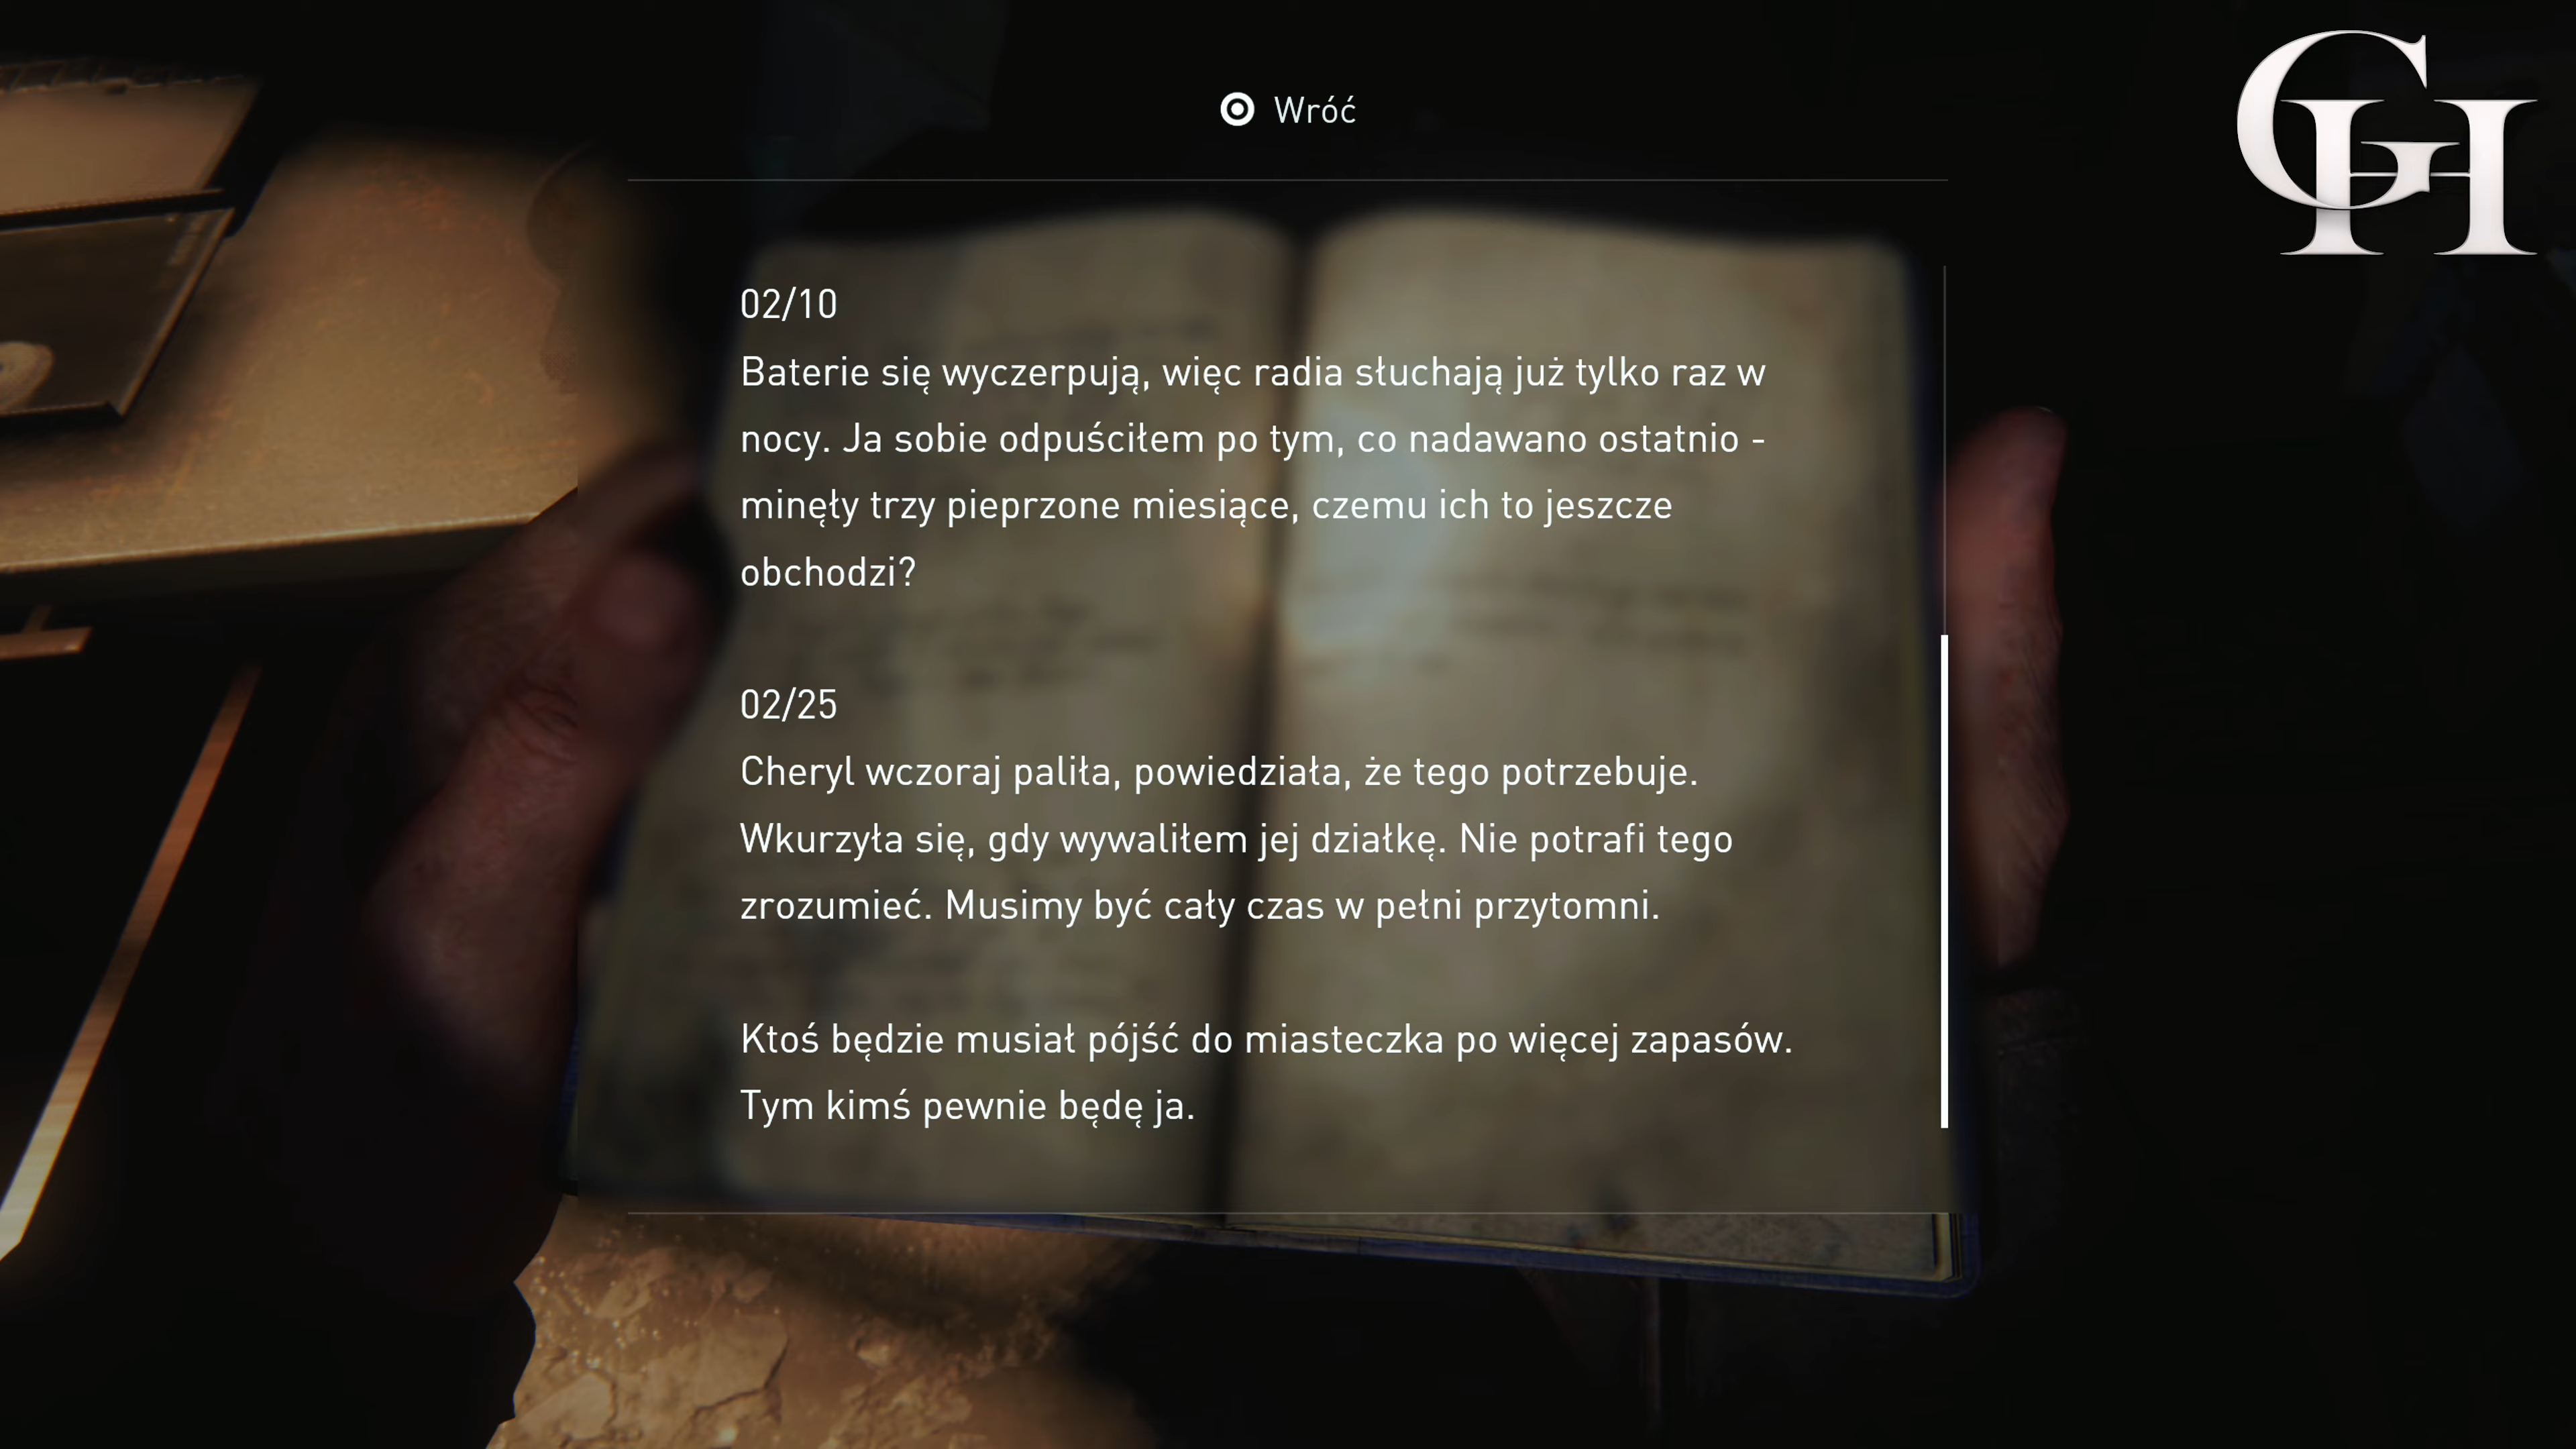 Wróć
GH
02/10
Baterie się wyczerpują, więc radia słuchają już tylko raz w
nocy. Ja sobie odpuściłem po tym, co nadawano ostatnio -
minęły trzy pieprzone miesiące, czemu ich to jeszcze
obchodzi?
02/25
Cheryl wczoraj paliła, powiedziała, że tego potrzebuje.
Wkurzyła się, gdy wywaliłem jej działkę. Nie potrafi tego
zrozumieć. Musimy być cały czas w pełni przytomni.
Ktoś będzie musiał pójść do miasteczka po więcej zapasów.
Tym kimś pewnie będę ja.